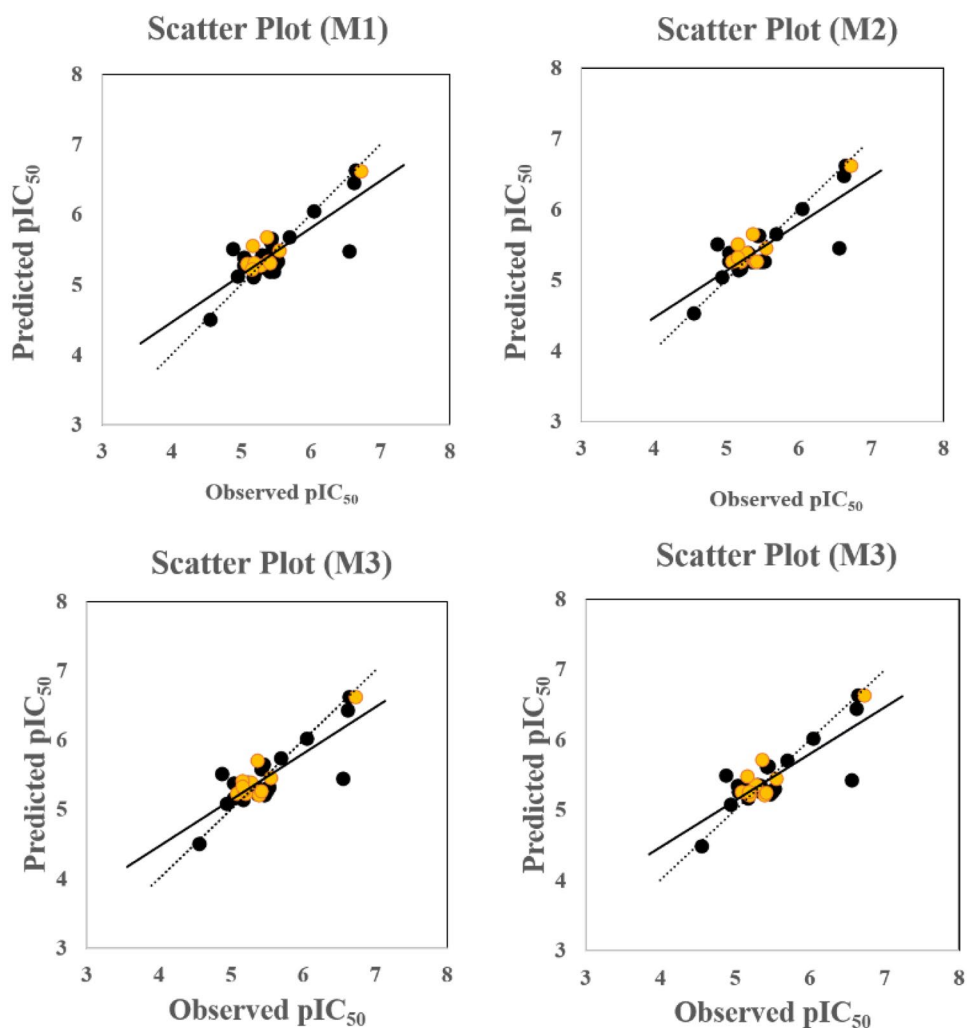 Scatter Plot (M1)
8
7
6
5
4
3
Predicted pIC₅₀
3 4 5 6 7 8
Observed pIC₅₀
Scatter Plot (M2)
8
7
6
5
4
3
Predicted pIC₅₀
3 4 5 6 7 8
Observed pIC₅₀
Scatter Plot (M3)
8
7
6
5
4
3
Predicted pIC₅₀
3 4 5 6 7 8
Observed pIC₅₀
Scatter Plot (M3)
8
7
6
5
4
3
Predicted pIC₅₀
3 4 5 6 7 8
Observed pIC₅₀